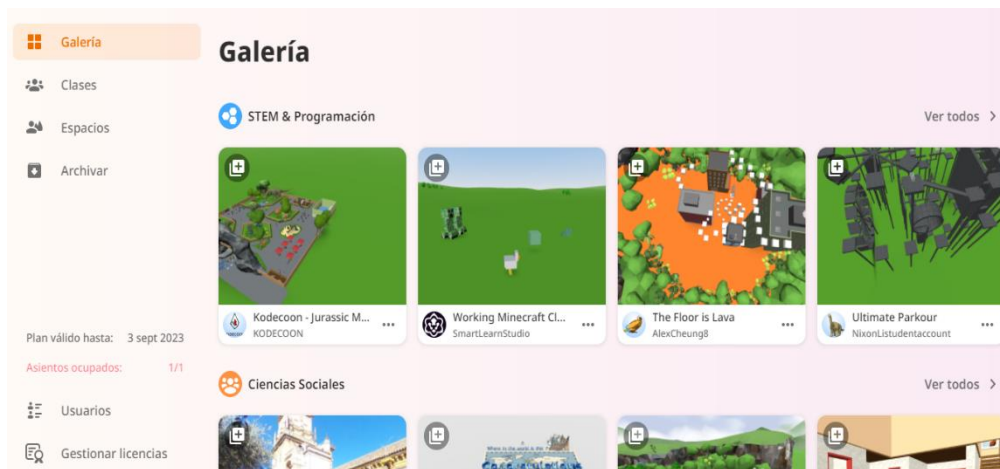 Galería
Clases
Espacios
Archivar
Plan válido hasta: 3 sept 2023
Asientos ocupados: 1/1
Usuarios
Gestionar licencias
Galería
STEM & Programación
Ver todos
Kodecoon - Jurassic M...
KODECOON
Working Minecraft Cl...
SmartLearnStudio
The Floor is Lava
AlexCheung8
Ultimate Parkour
NixonListudentaccount
Ciencias Sociales
Ver todos